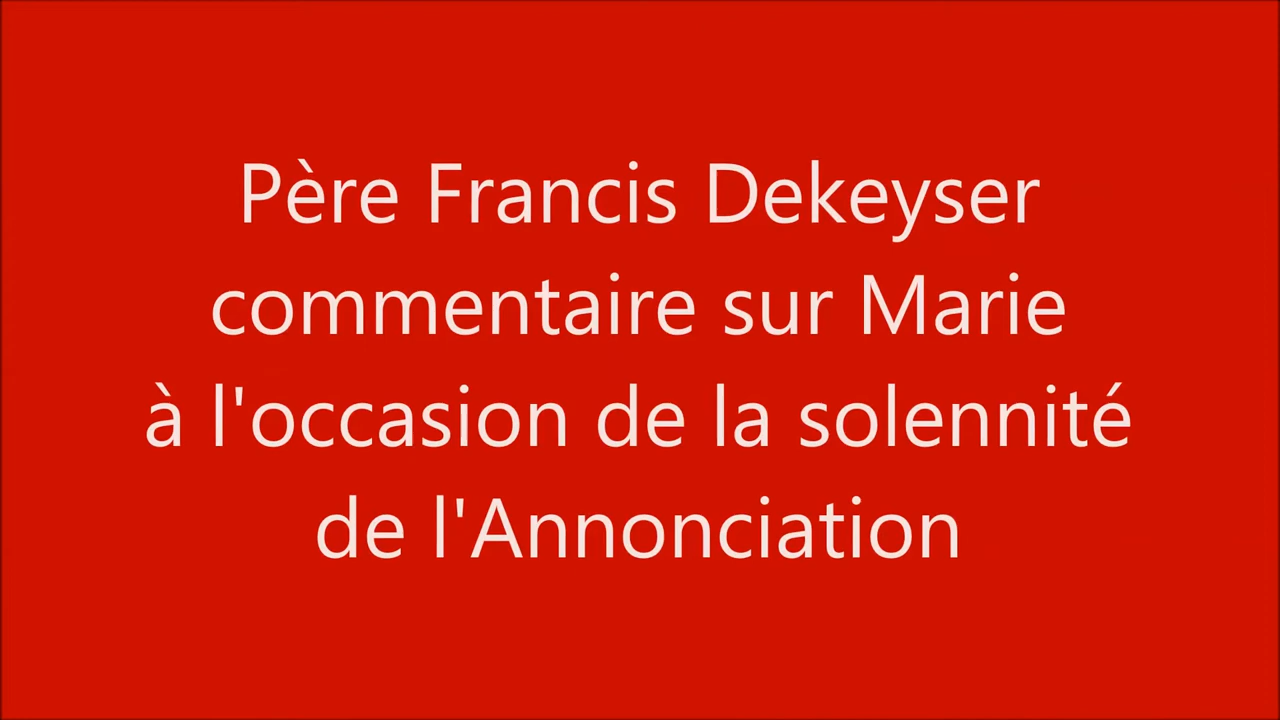 Père Francis Dekeyser
commentaire sur Marie
à l'occasion de la solennité
de l'Annonciation